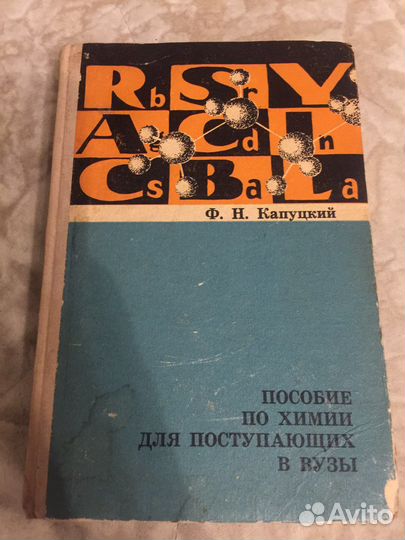 Rb Sr Y
Ag Cd In
Cs Ba La
Ф. Н. Капуцкий
ПОСОБИЕ
ПО ХИМИИ
ДЛЯ ПОСТУПАЮЩИХ
В ВУЗЫ
Avito